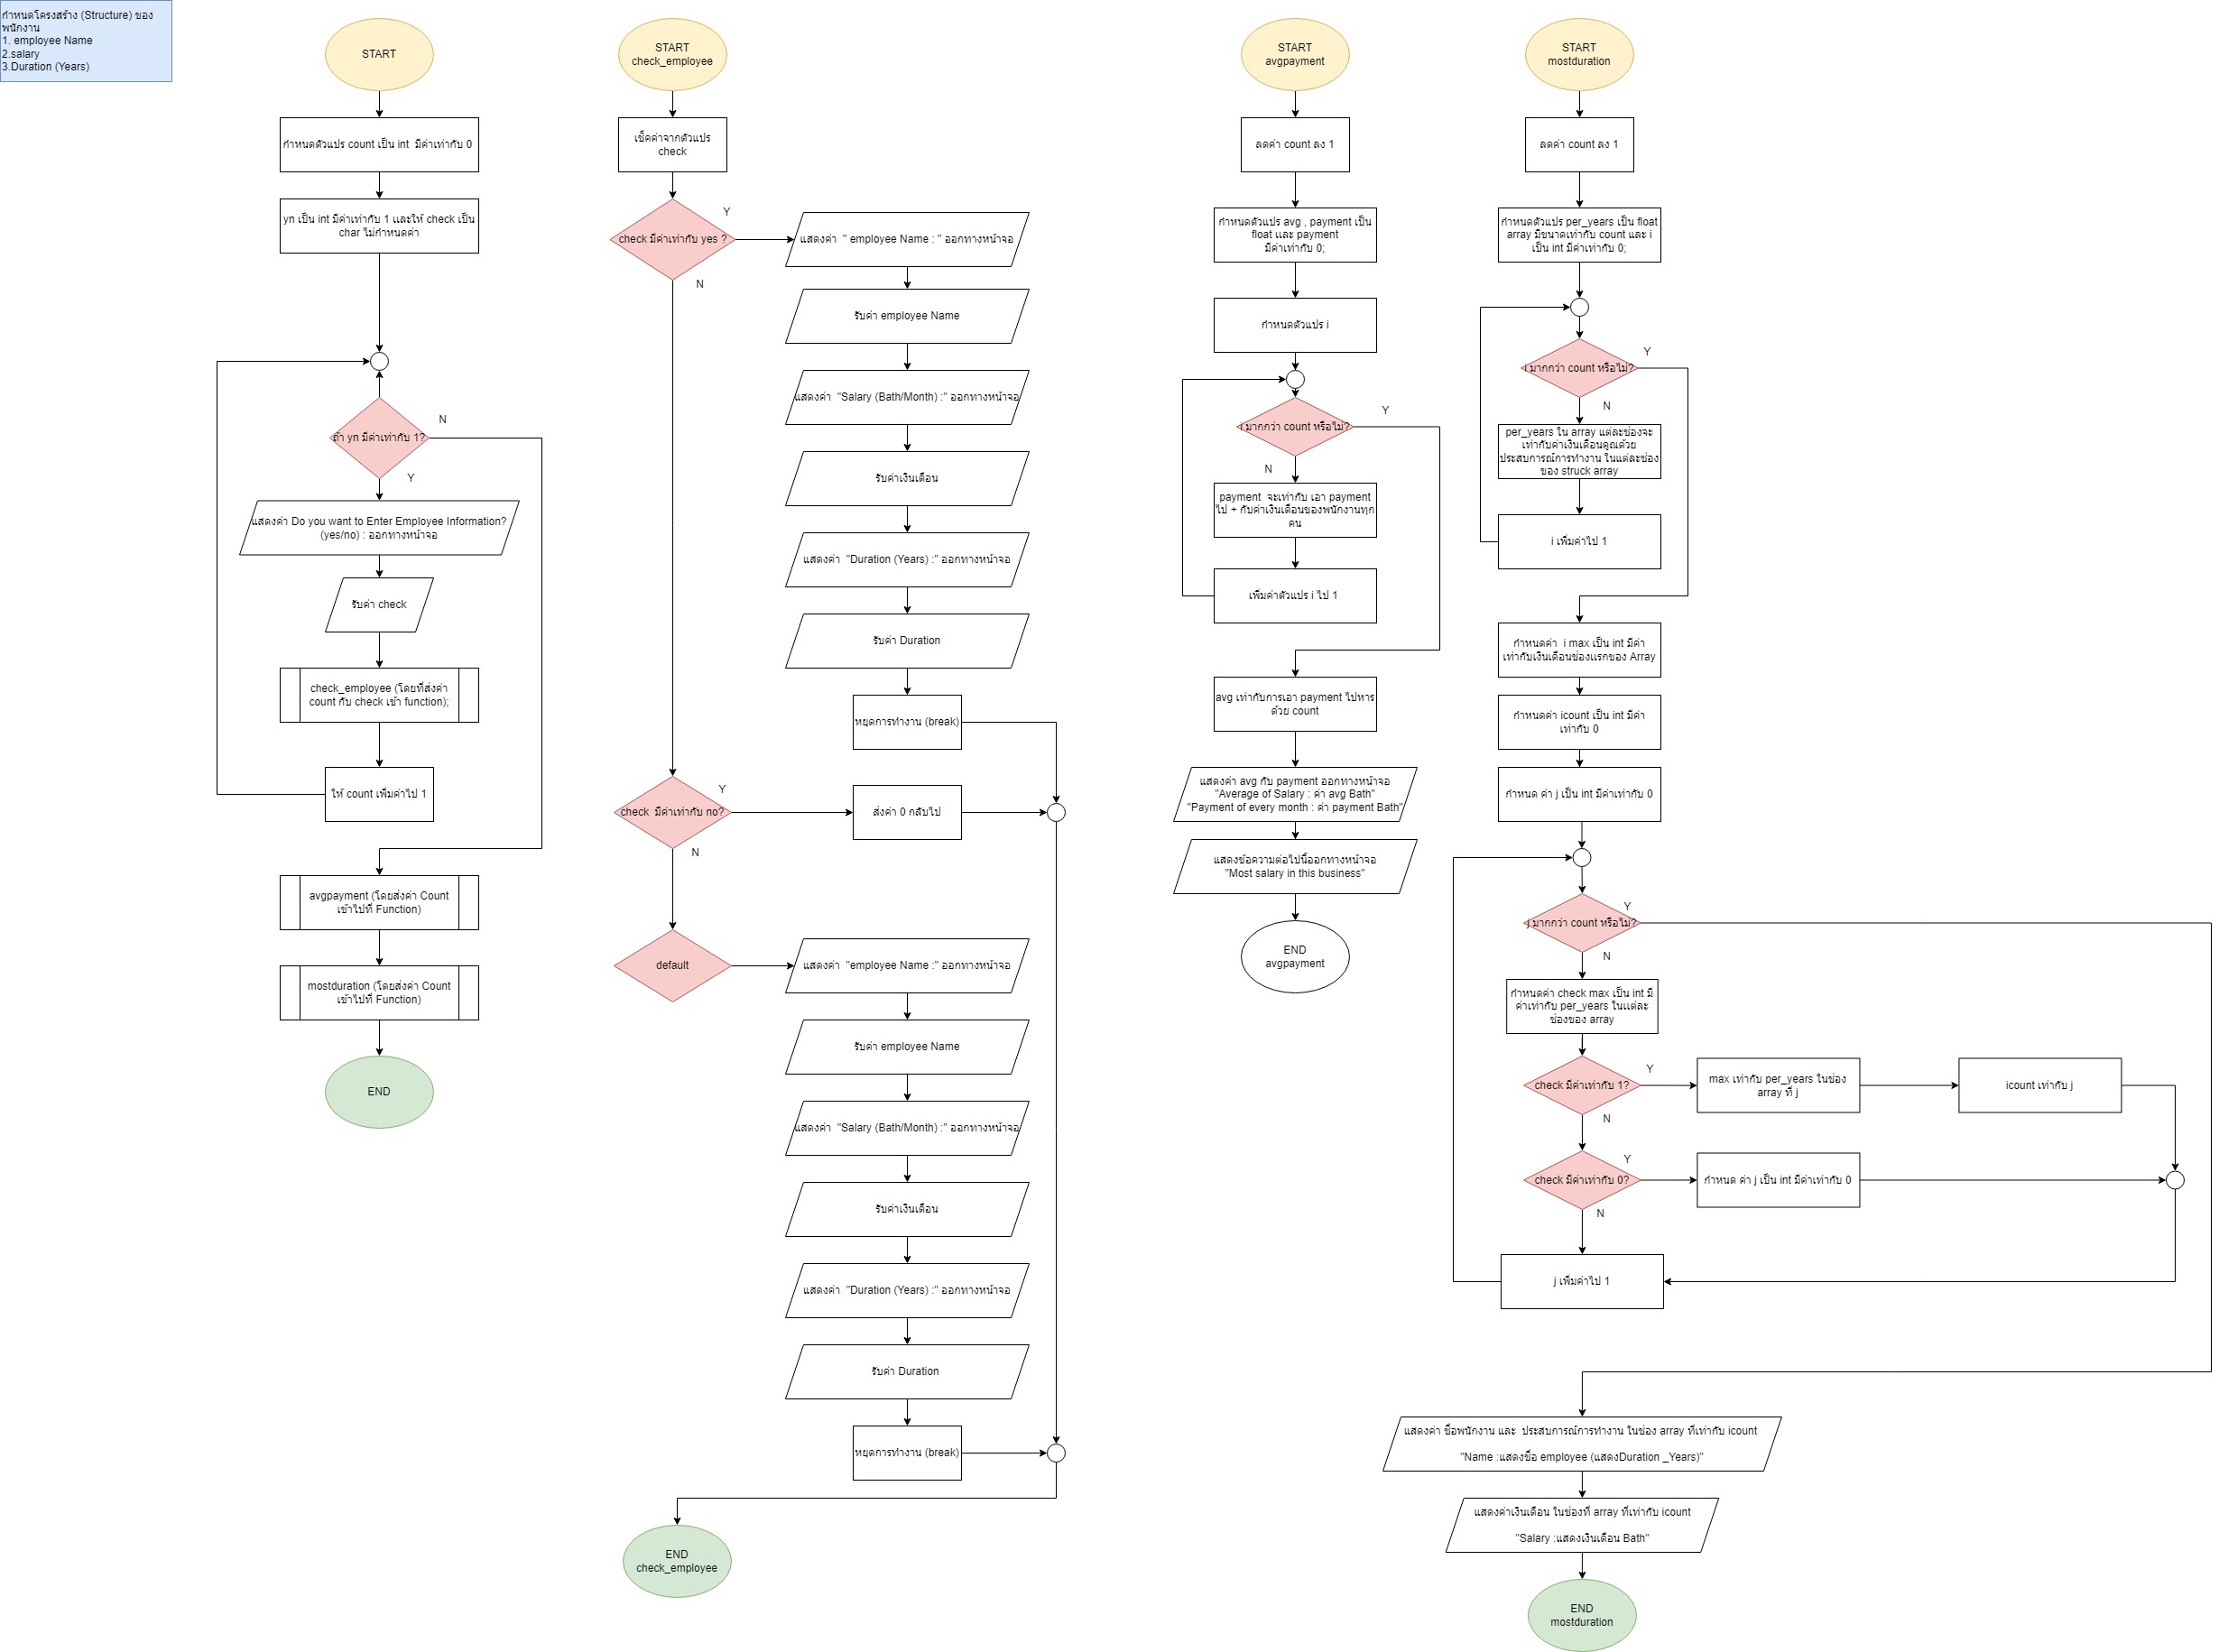 กำหนดโครงสร้าง (Structure) ของ
พนักงาน
1. employee Name
2.salary
3.Duration (Years)
START
กำหนดตัวแปร count เป็น int มีค่าเท่ากับ 0
yn เป็น int มีค่าเท่ากับ 1 และให้ check เป็น
char ไม่กำหนดค่า
ถ้า yn มีค่าเท่ากับ 1?
N
Y
แสดงค่า Do you want to Enter Employee Information?
(yes/no) : ออกทางหน้าจอ
รับค่า check
check_employee (โดยที่ส่งค่า
count กับ check เข้า function);
ให้ count เพิ่มค่าไป 1
avgpayment (โดยส่งค่า Count
เข้าไปที่ Function)
mostduration (โดยส่งค่า Count
เข้าไปที่ Function)
END
START
check_employee
เช็คค่าจากตัวแปร
check
check มีค่าเท่ากับ yes ?
Y
N
แสดงค่า " employee Name : " ออกทางหน้าจอ
รับค่า employee Name
แสดงค่า "Salary (Bath/Month) :" ออกทางหน้าจอ
รับค่าเงินเดือน
แสดงค่า "Duration (Years) :" ออกทางหน้าจอ
รับค่า Duration
หยุดการทำงาน (break)
check มีค่าเท่ากับ no?
Y
N
ส่งค่า 0 กลับไป
default
แสดงค่า "employee Name :" ออกทางหน้าจอ
รับค่า employee Name
แสดงค่า "Salary (Bath/Month) :" ออกทางหน้าจอ
รับค่าเงินเดือน
แสดงค่า "Duration (Years) :" ออกทางหน้าจอ
รับค่า Duration
หยุดการทำงาน (break)
END
check_employee
START
avgpayment
ลดค่า count ลง 1
กำหนดตัวแปร avg , payment เป็น
float และ payment
มีค่าเท่ากับ 0;
กำหนดตัวแปร i
i มากกว่า count หรือไม่?
Y
N
payment จะเท่ากับ เอา payment
ไป + กับค่าเงินเดือนของพนักงานทุก
คน
เพิ่มค่าตัวแปร i ไป 1
avg เท่ากับการเอา payment ไปหาร
ด้วย count
แสดงค่า avg กับ payment ออกทางหน้าจอ
"Average of Salary : ค่า avg Bath"
"Payment of every month : ค่า payment Bath"
แสดงข้อความต่อไปนี้ออกทางหน้าจอ
"Most salary in this business"
END
avgpayment
START
mostduration
ลดค่า count ลง 1
กำหนดตัวแปร per_years เป็น float
array มีขนาดเท่ากับ count และ i
เป็น int มีค่าเท่ากับ 0;
i มากกว่า count หรือไม่?
Y
N
per_years ใน array แต่ละช่องจะ
เท่ากับค่าเงินเดือนคูณด้วย
ประสบการณ์การทำงาน ในแต่ละช่อง
ของ struck array
i เพิ่มค่าไป 1
กำหนดค่า i max เป็น int มีค่า
เท่ากับเงินเดือนช่องแรกของ Array
กำหนดค่า icount เป็น int มีค่า
เท่ากับ 0
กำหนด ค่า j เป็น int มีค่าเท่ากับ 0
j มากกว่า count หรือไม่?
Y
N
กำหนดค่า check max เป็น int มี
ค่าเท่ากับ per_years ในแต่ละ
ช่องของ array
check มีค่าเท่ากับ 1?
Y
N
max เท่ากับ per_years ในช่อง
array ที่ j
icount เท่ากับ j
check มีค่าเท่ากับ 0?
Y
N
กำหนด ค่า j เป็น int มีค่าเท่ากับ 0
j เพิ่มค่าไป 1
แสดงค่า ชื่อพนักงาน และ ประสบการณ์การทำงาน ในช่อง array ที่เท่ากับ icount
"Name :แสดงชื่อ employee (แสดงDuration _Years)"
แสดงค่าเงินเดือน ในช่องที่ array ที่เท่ากับ icount
"Salary :แสดงเงินเดือน Bath"
END
mostduration